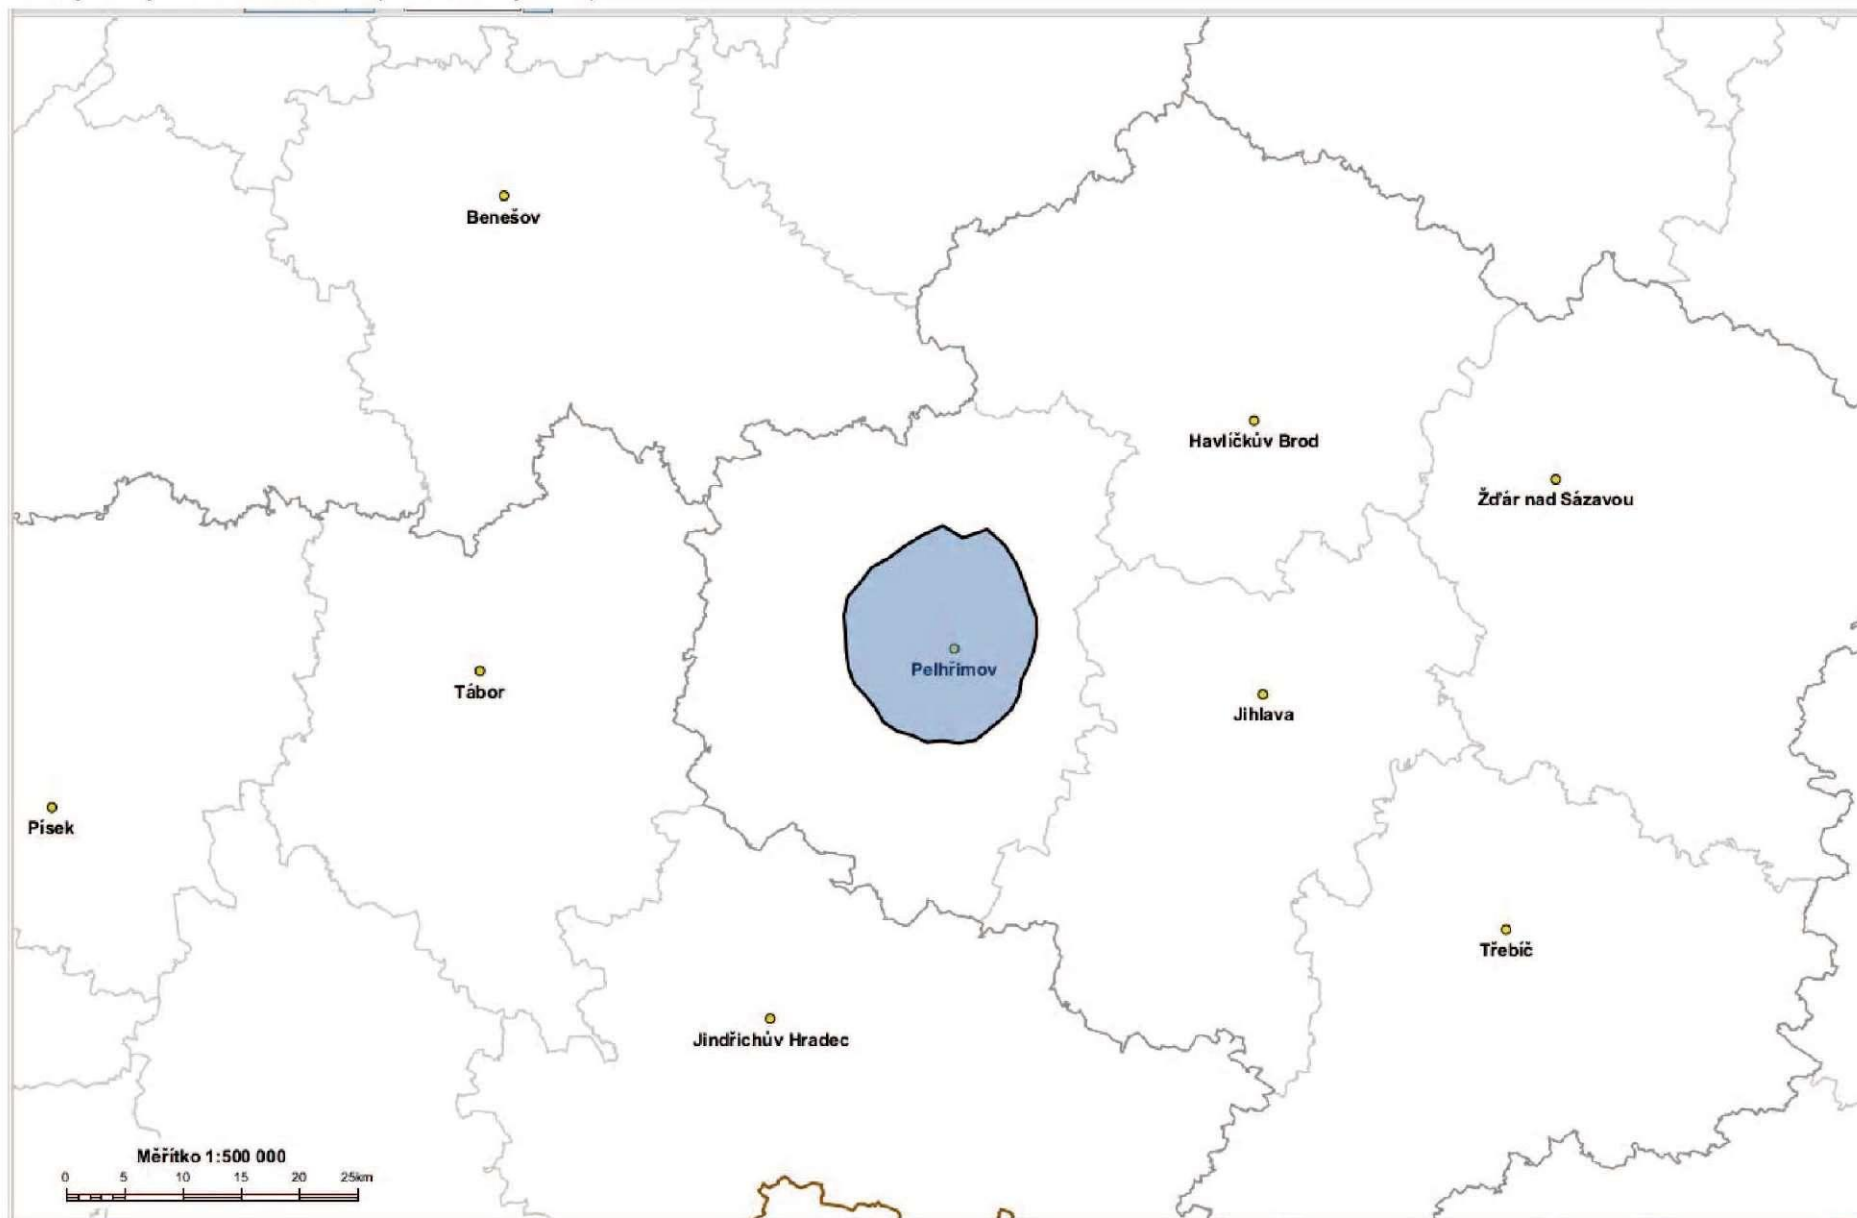 Benešov
Havlíčkův Brod
Žďár nad Sázavou
Pelhřimov
Tábor
Jihlava
Písek
Třebíč
Jindřichův Hradec
Měřítko 1:500 000
0 5 10 15 20 25km